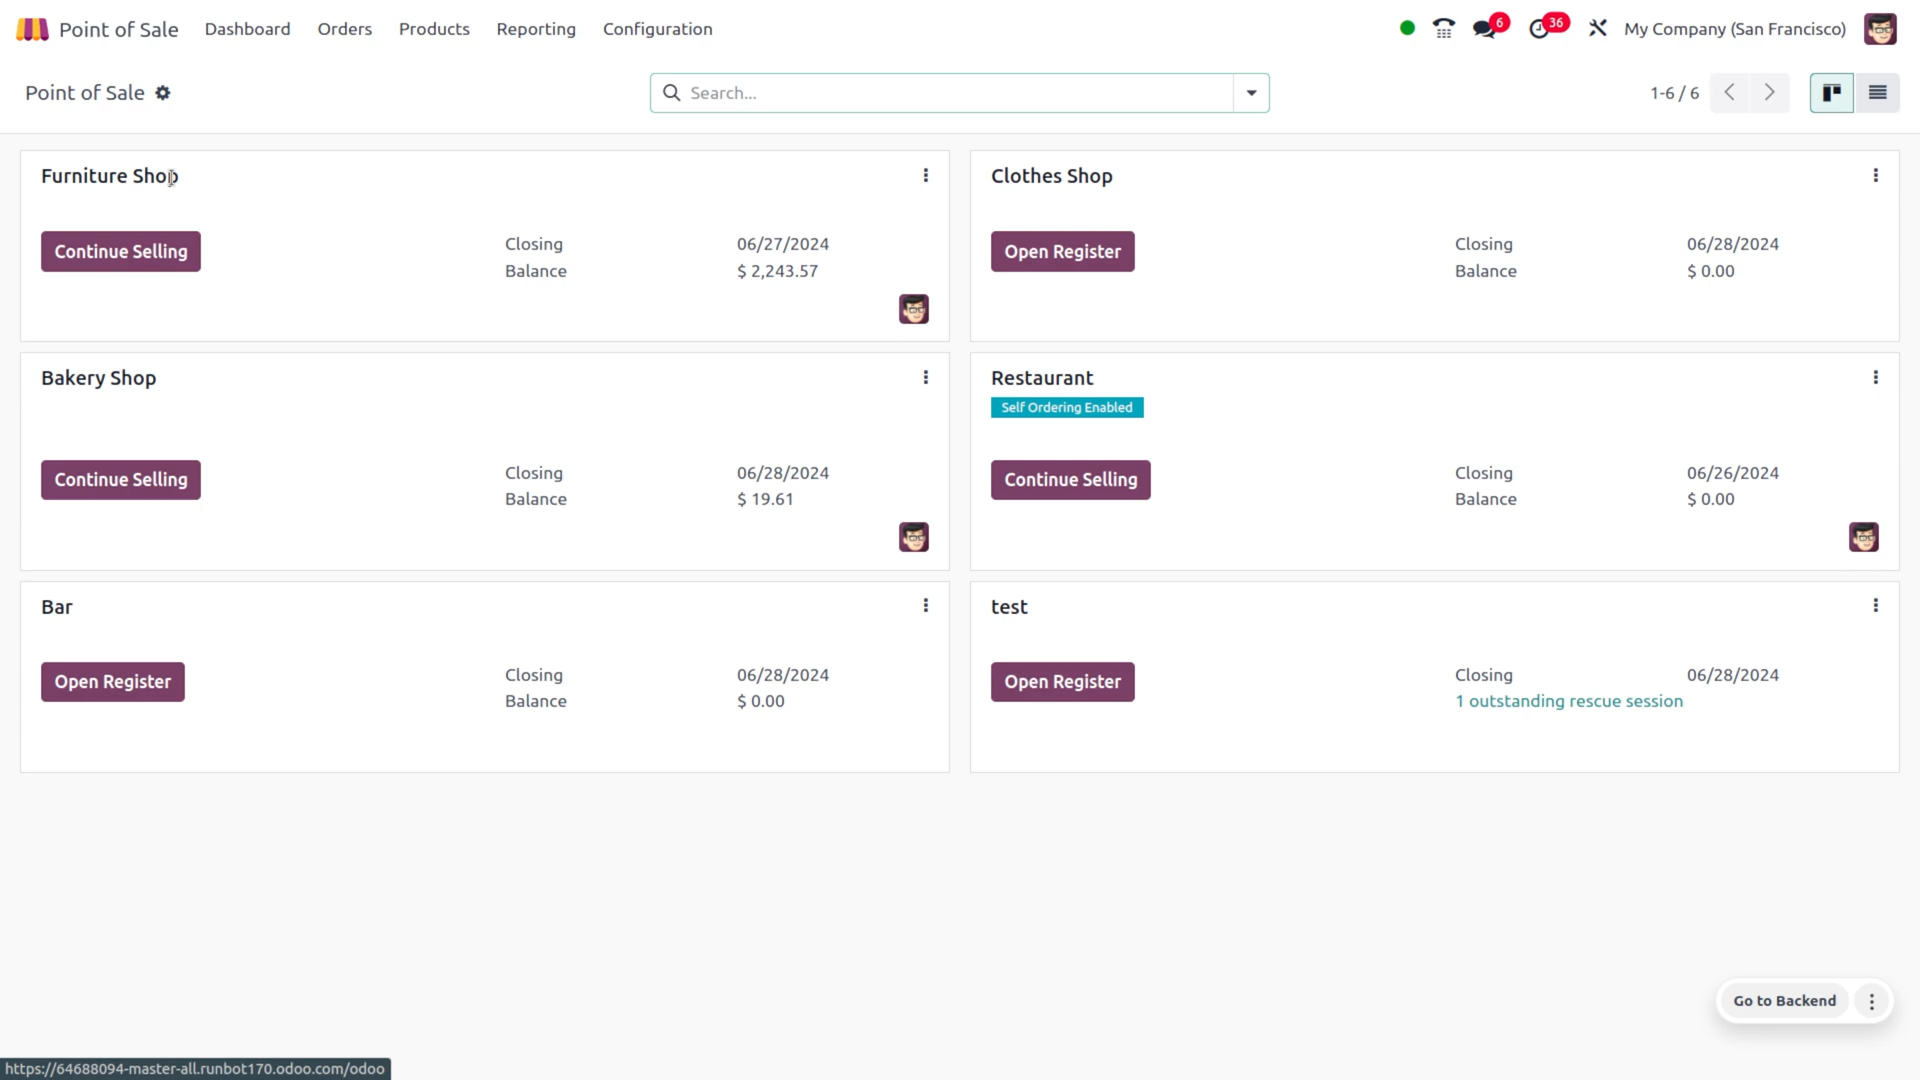 Point of Sale Dashboard Orders Products Reporting Configuration 6 36 My Company (San Francisco)
Point of Sale Search... 1-6 / 6
Furniture Shop
Continue Selling Closing 06/27/2024
Balance $ 2,243.57
Clothes Shop
Open Register Closing 06/28/2024
Balance $ 0.00
Bakery Shop
Continue Selling Closing 06/28/2024
Balance $ 19.61
Restaurant
Self Ordering Enabled
Continue Selling Closing 06/26/2024
Balance $ 0.00
Bar
Open Register Closing 06/28/2024
Balance $ 0.00
test
Open Register Closing 06/28/2024
1 outstanding rescue session
Go to Backend
https://64688094-master-all.runbot170.odoo.com/odoo